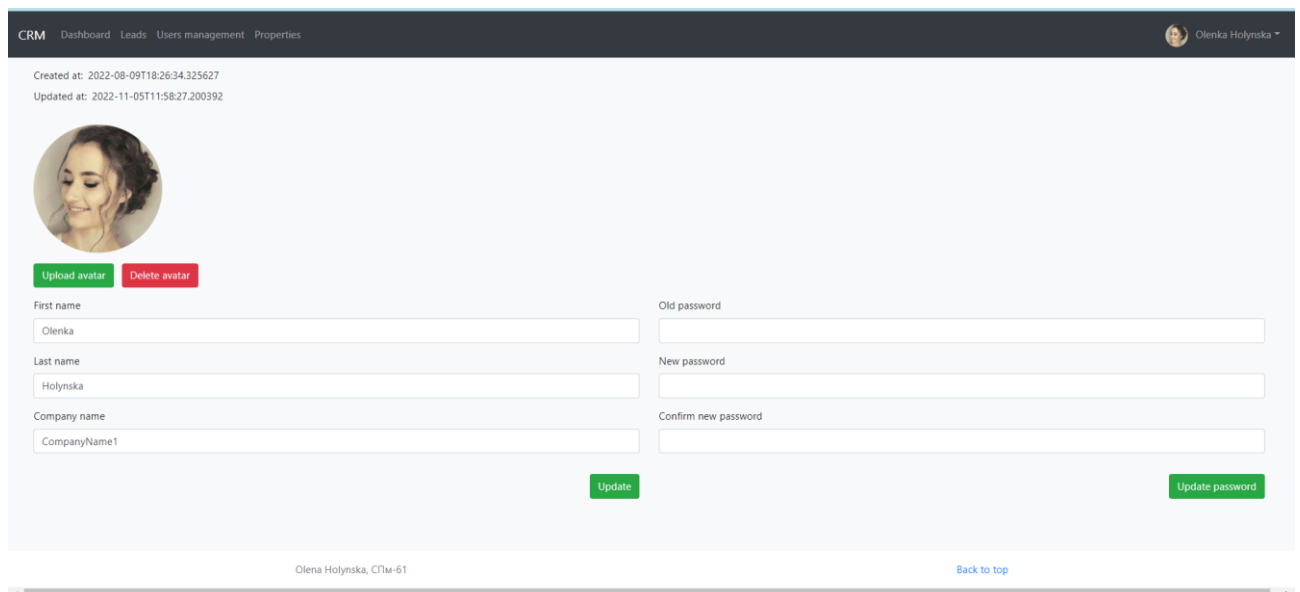 CRM Dashboard Leads Users management Properties Olenka Holynska
Created at: 2022-08-09T18:26:34.325627
Updated at: 2022-11-05T11:58:27.200392
Upload avatar Delete avatar
First name
Olenka
Last name
Holynska
Company name
CompanyName1
Update
Old password
New password
Confirm new password
Update password
Olena Holynska, СПм-61 Back to top